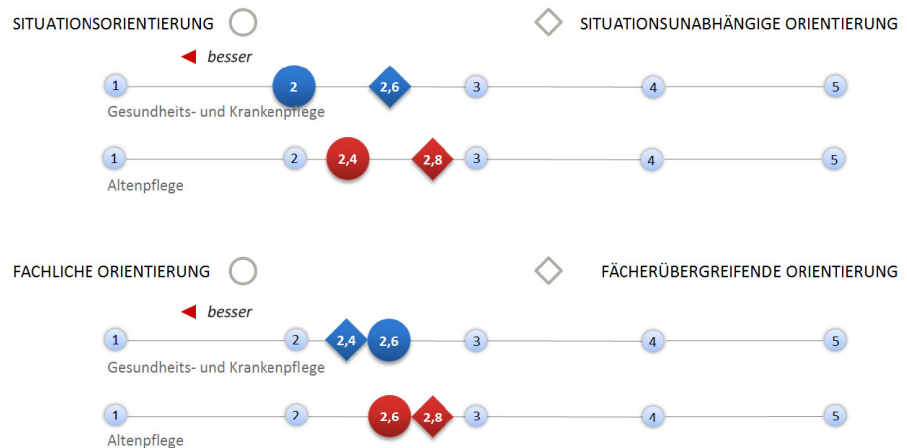 SITUATIONSORIENTIERUNG SITUATIONSUNABHÄNGIGE ORIENTIERUNG
besser
1 2 2,6 3 4 5
Gesundheits- und Krankenpflege
1 2 2,4 2,8 3 4 5
Altenpflege
FACHLICHE ORIENTIERUNG FÄCHERÜBERGREIFENDE ORIENTIERUNG
besser
1 2 2,4 2,6 3 4 5
Gesundheits- und Krankenpflege
1 2 2,6 2,8 3 4 5
Altenpflege